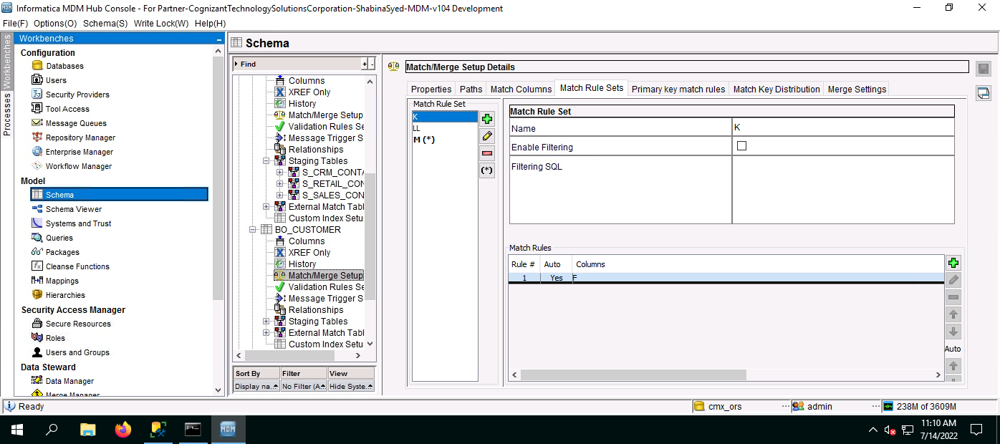 Informatica MDM Hub Console - For Partner-CognizantTechnologySolutionsCorporation-ShabinaSyed-MDM-v104 Development
File(F) Options(O) Schema(S) Write Lock(W) Help(H)
Workbenches
Processes
Workbenches
Configuration
Databases
Users
Security Providers
Tool Access
Message Queues
Repository Manager
Enterprise Manager
Workflow Manager
Model
Schema
Schema Viewer
Systems and Trust
Queries
Packages
Cleanse Functions
Mappings
Hierarchies
Security Access Manager
Secure Resources
Roles
Users and Groups
Data Steward
Data Manager
Merge Manager
Schema
Find
+ -
Columns
XREF Only
History
Match/Merge Setup
Validation Rules Se
Message Trigger S
Relationships
Staging Tables
S_CRM_CONTA
S_RETAIL_CON
S_SALES_CON
External Match Tabl
Custom Index Setu
BO_CUSTOMER
Columns
XREF Only
History
Match/Merge Setup
Validation Rules Se
Message Trigger S
Relationships
Staging Tables
External Match Tabl
Custom Index Setu
Sort By Filter View
Display na... No Filter (A... Hide Syste...
Match/Merge Setup Details
Properties Paths Match Columns Match Rule Sets Primary key match rules Match Key Distribution Merge Settings
Match Rule Set
K
LL
M (*)
(*)
Match Rule Set
Name K
Enable Filtering
Filtering SQL
Match Rules
Rule # Auto Columns
1 Yes F
Auto
Ready
cmx_ors ... admin ... 238M of 3609M
MDM
11:10 AM
7/14/2022